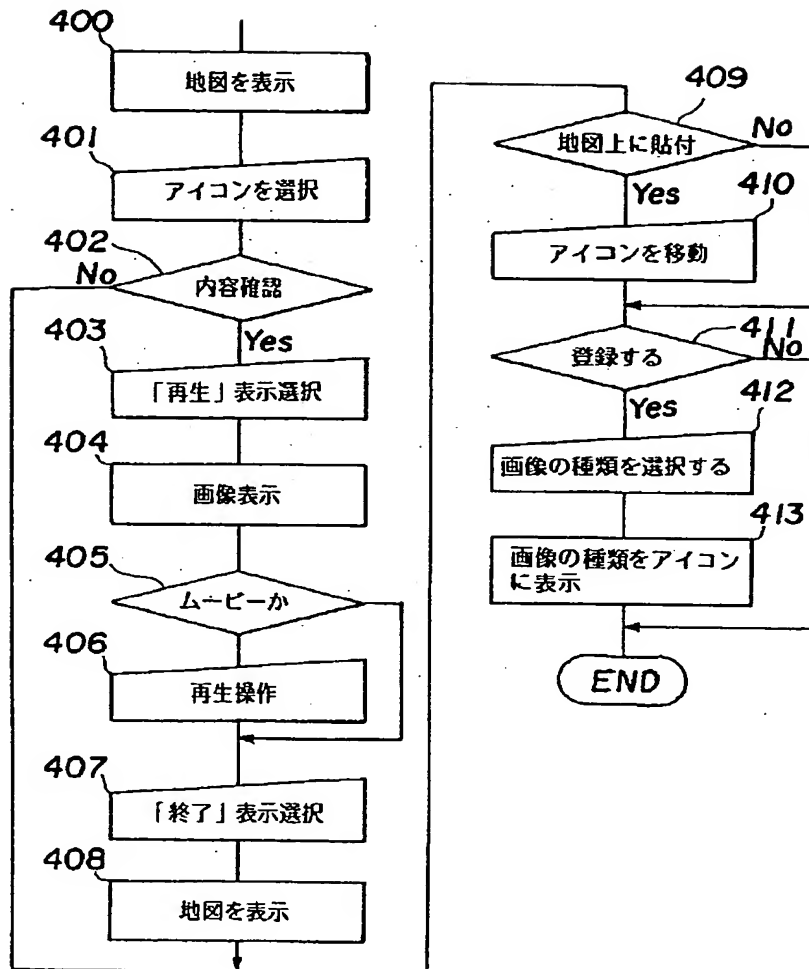 400
地図を表示
401
アイコンを選択
402
No
内容確認
Yes
403
「再生」表示選択
404
画像表示
405
ムービーか
406
再生操作
407
「終了」表示選択
408
地図を表示
409
地図上に貼付
No
Yes
410
アイコンを移動
411
登録する
No
Yes
412
画像の種類を選択する
413
画像の種類をアイコン
に表示
END